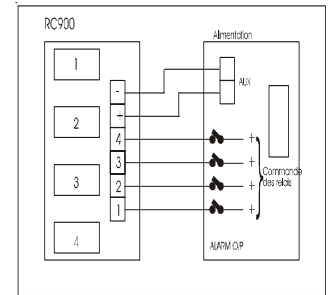 RC900
Alimentation
1
2
3
4
-
+
4
3
2
1
AUX
+
+
+
+
Commande
des relais
ALARM O/P